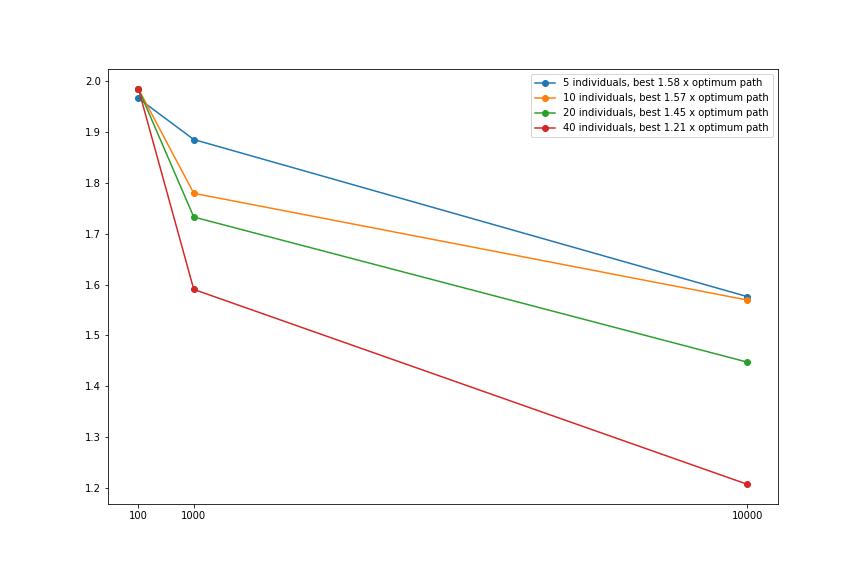 5 individuals, best 1.58 x optimum path
10 individuals, best 1.57 x optimum path
20 individuals, best 1.45 x optimum path
40 individuals, best 1.21 x optimum path
2.0
1.9
1.8
1.7
1.6
1.5
1.4
1.3
1.2
100 1000 10000